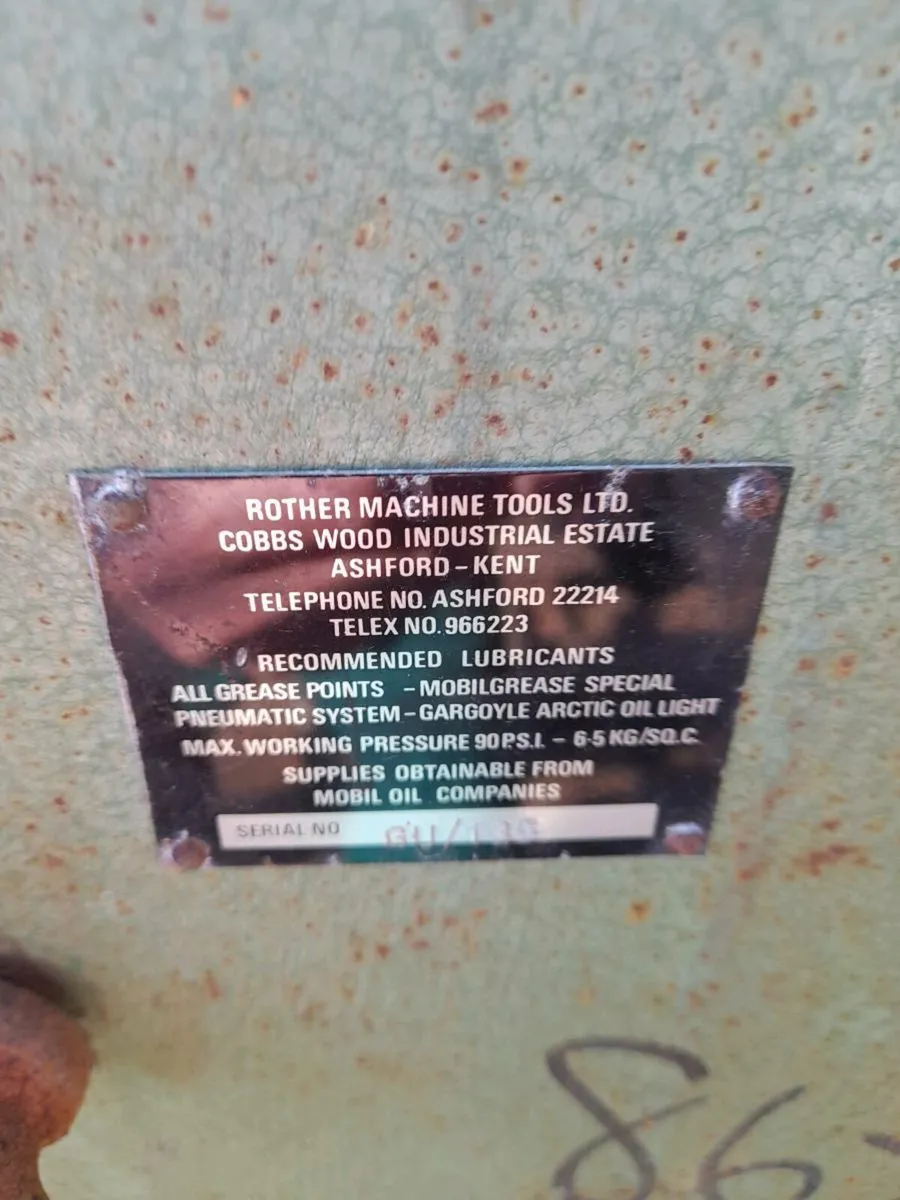 ROTHER MACHINE TOOLS LTD.
COBBS WOOD INDUSTRIAL ESTATE
ASHFORD - KENT
TELEPHONE NO. ASHFORD 22214
TELEX NO. 966223
RECOMMENDED LUBRICANTS
ALL GREASE POINTS - MOBILGREASE SPECIAL
PNEUMATIC SYSTEM - GARGOYLE ARCTIC OIL LIGHT
MAX. WORKING PRESSURE 90 P.S.I. - 6·5 KG/SQ.C.
SUPPLIES OBTAINABLE FROM
MOBIL OIL COMPANIES
SERIAL NO
86-